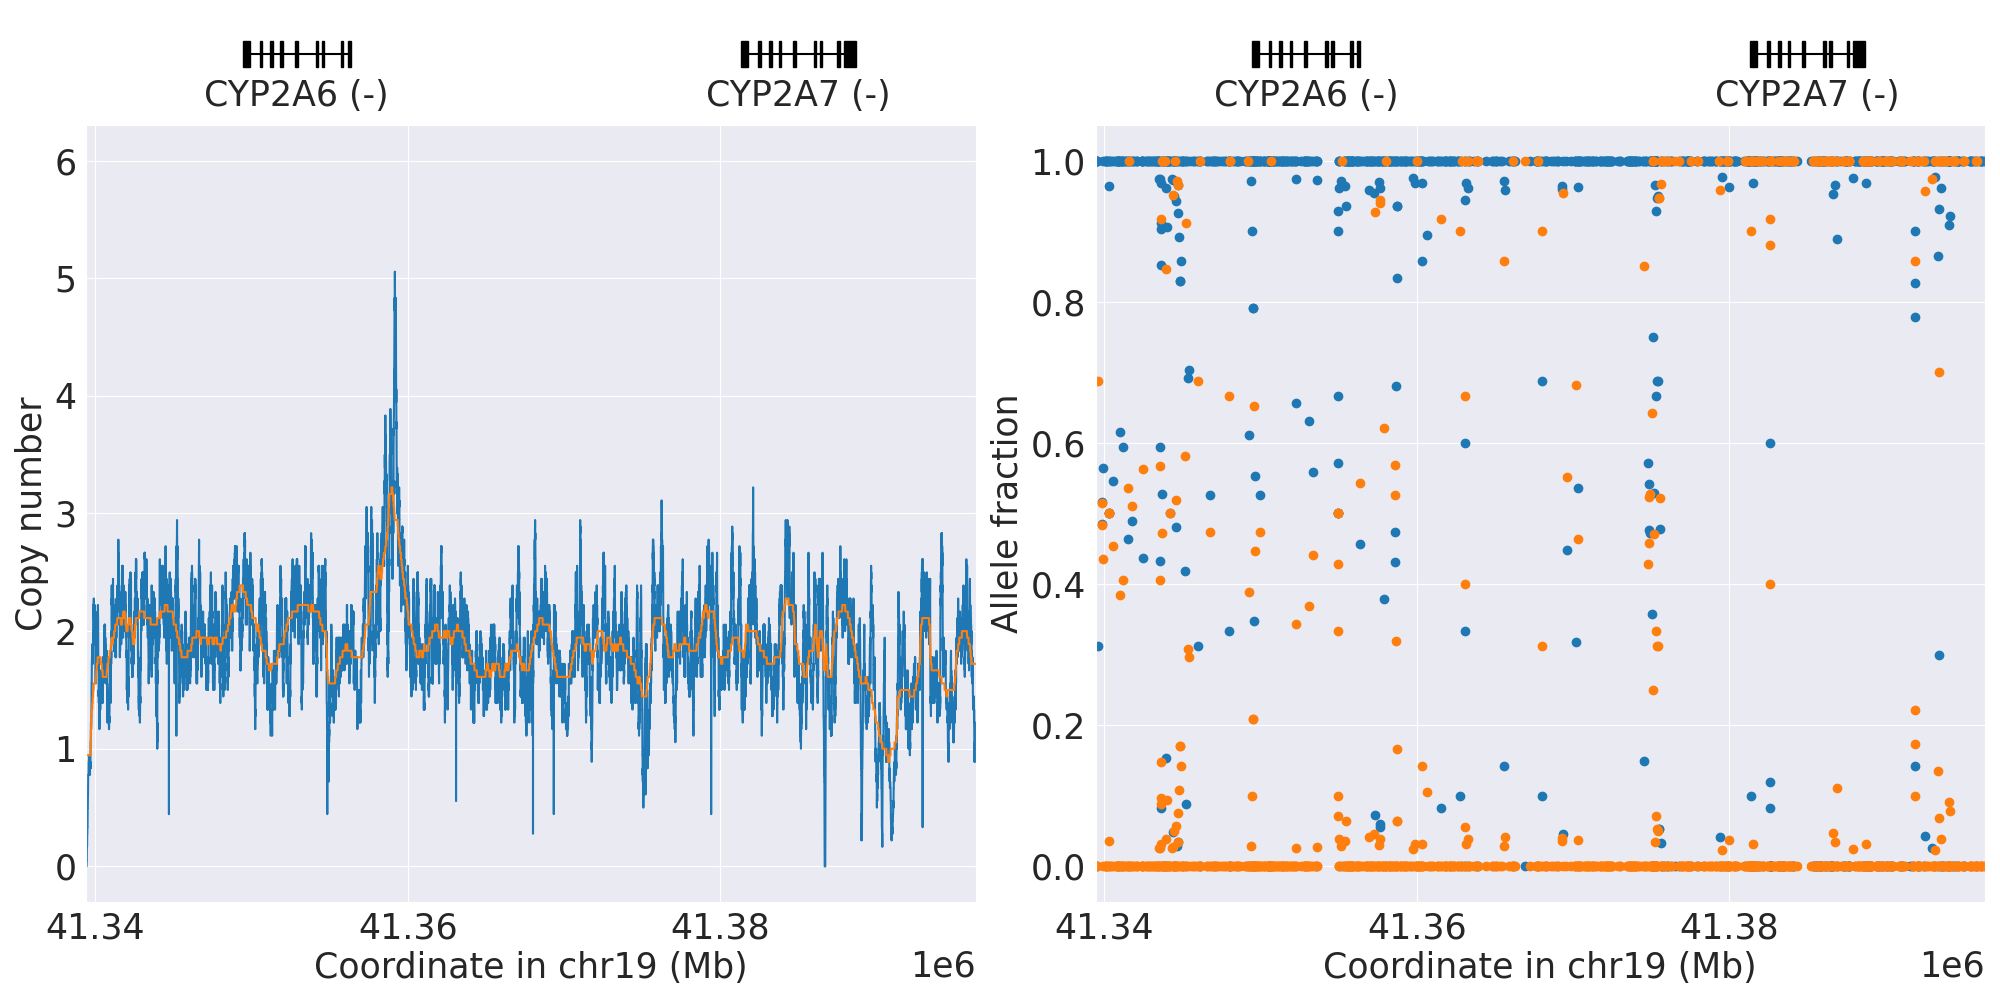 CYP2A6 (-) CYP2A7 (-)
6
5
4
3
2
1
0
Copy number
41.34 41.36 41.38
Coordinate in chr19 (Mb) 1e6
CYP2A6 (-) CYP2A7 (-)
1.0
0.8
0.6
0.4
0.2
0.0
Allele fraction
41.34 41.36 41.38
Coordinate in chr19 (Mb) 1e6